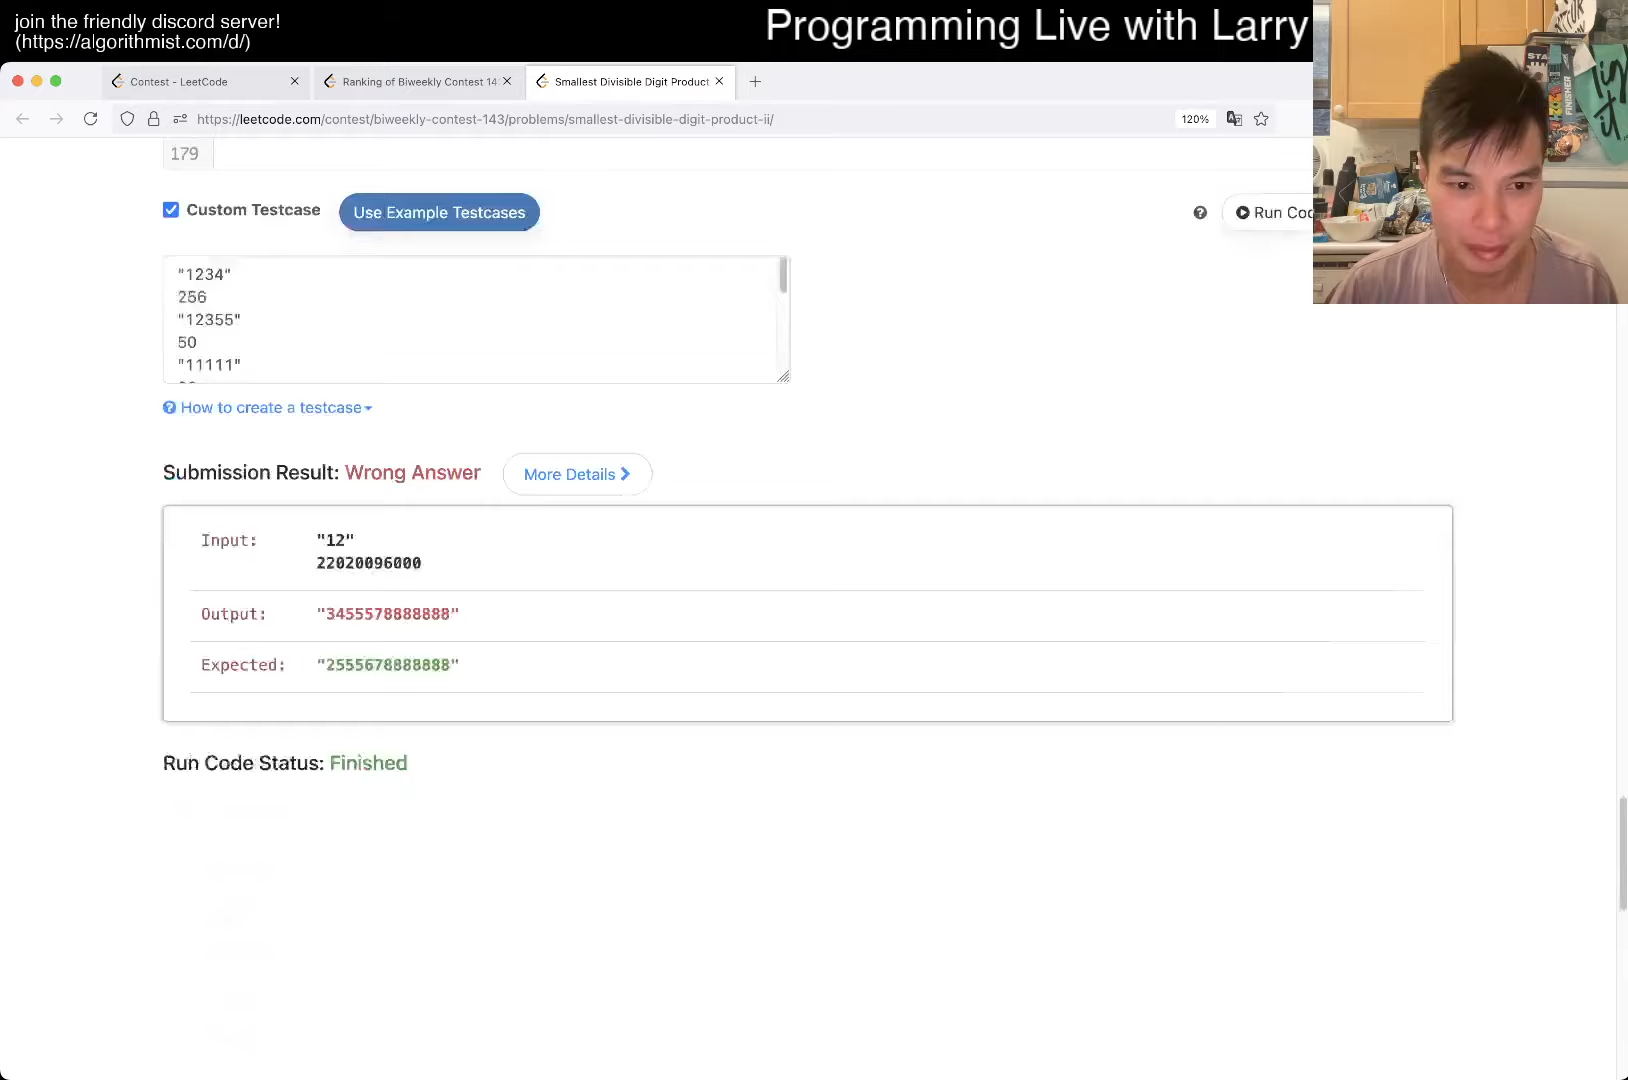 join the friendly discord server!
(https://algorithmist.com/d/)
Programming Live with Larry
Contest - LeetCode
Ranking of Biweekly Contest 14
Smallest Divisible Digit Product
https://leetcode.com/contest/biweekly-contest-143/problems/smallest-divisible-digit-product-ii/
120%
179
Custom Testcase
Use Example Testcases
Run Coc
"1234"
256
"12355"
50
"11111"
How to create a testcase
Submission Result: Wrong Answer
More Details
Input:
"12"
22020096000
Output:
"3455578888888"
Expected:
"2555678888888"
Run Code Status: Finished